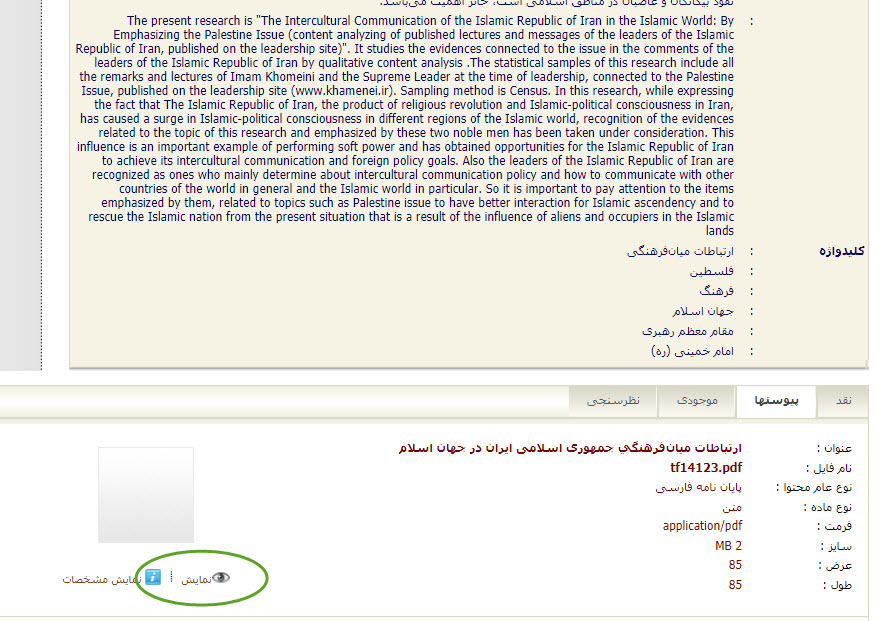 نفوذ بیگانگان و غاصبان در مناطق اسلامی است، حائز اهمیت می‌باشد.
: The present research is "The Intercultural Communication of the Islamic Republic of Iran in the Islamic World: By
Emphasizing the Palestine Issue (content analyzing of published lectures and messages of the leaders of the Islamic
Republic of Iran, published on the leadership site)". It studies the evidences connected to the issue in the comments of the
leaders of the Islamic Republic of Iran by qualitative content analysis .The statistical samples of this research include all
the remarks and lectures of Imam Khomeini and the Supreme Leader at the time of leadership, connected to the Palestine
Issue, published on the leadership site (www.khamenei.ir). Sampling method is Census. In this research, while expressing
the fact that The Islamic Republic of Iran, the product of religious revolution and Islamic-political consciousness in Iran,
has caused a surge in Islamic-political consciousness in different regions of the Islamic world, recognition of the evidences
related to the topic of this research and emphasized by these two noble men has been taken under consideration. This
influence is an important example of performing soft power and has obtained opportunities for the Islamic Republic of Iran
to achieve its intercultural communication and foreign policy goals. Also the leaders of the Islamic Republic of Iran are
recognized as ones who mainly determine about intercultural communication policy and how to communicate with other
countries of the world in general and the Islamic world in particular. So it is important to pay attention to the items
emphasized by them, related to topics such as Palestine issue to have better interaction for Islamic ascendency and to
rescue the Islamic nation from the present situation that is a result of the influence of aliens and occupiers in the Islamic
lands
کلیدواژه : ارتباطات میان‌فرهنگی
: فلسطین
: فرهنگ
: جهان اسلام
: مقام معظم رهبری
: امام خمینی (ره)
نقد پیوستها موجودی نظرسنجی
عنوان : ارتباطات میان‌فرهنگي جمهوری اسلامی ایران در جهان اسلام
نام فایل : tf14123.pdf
نوع عام محتوا : پایان نامه فارسی
نوع ماده : متن
فرمت : application/pdf
سایز : 2 MB
عرض : 85
طول : 85
نمایش نمایش مشخصات